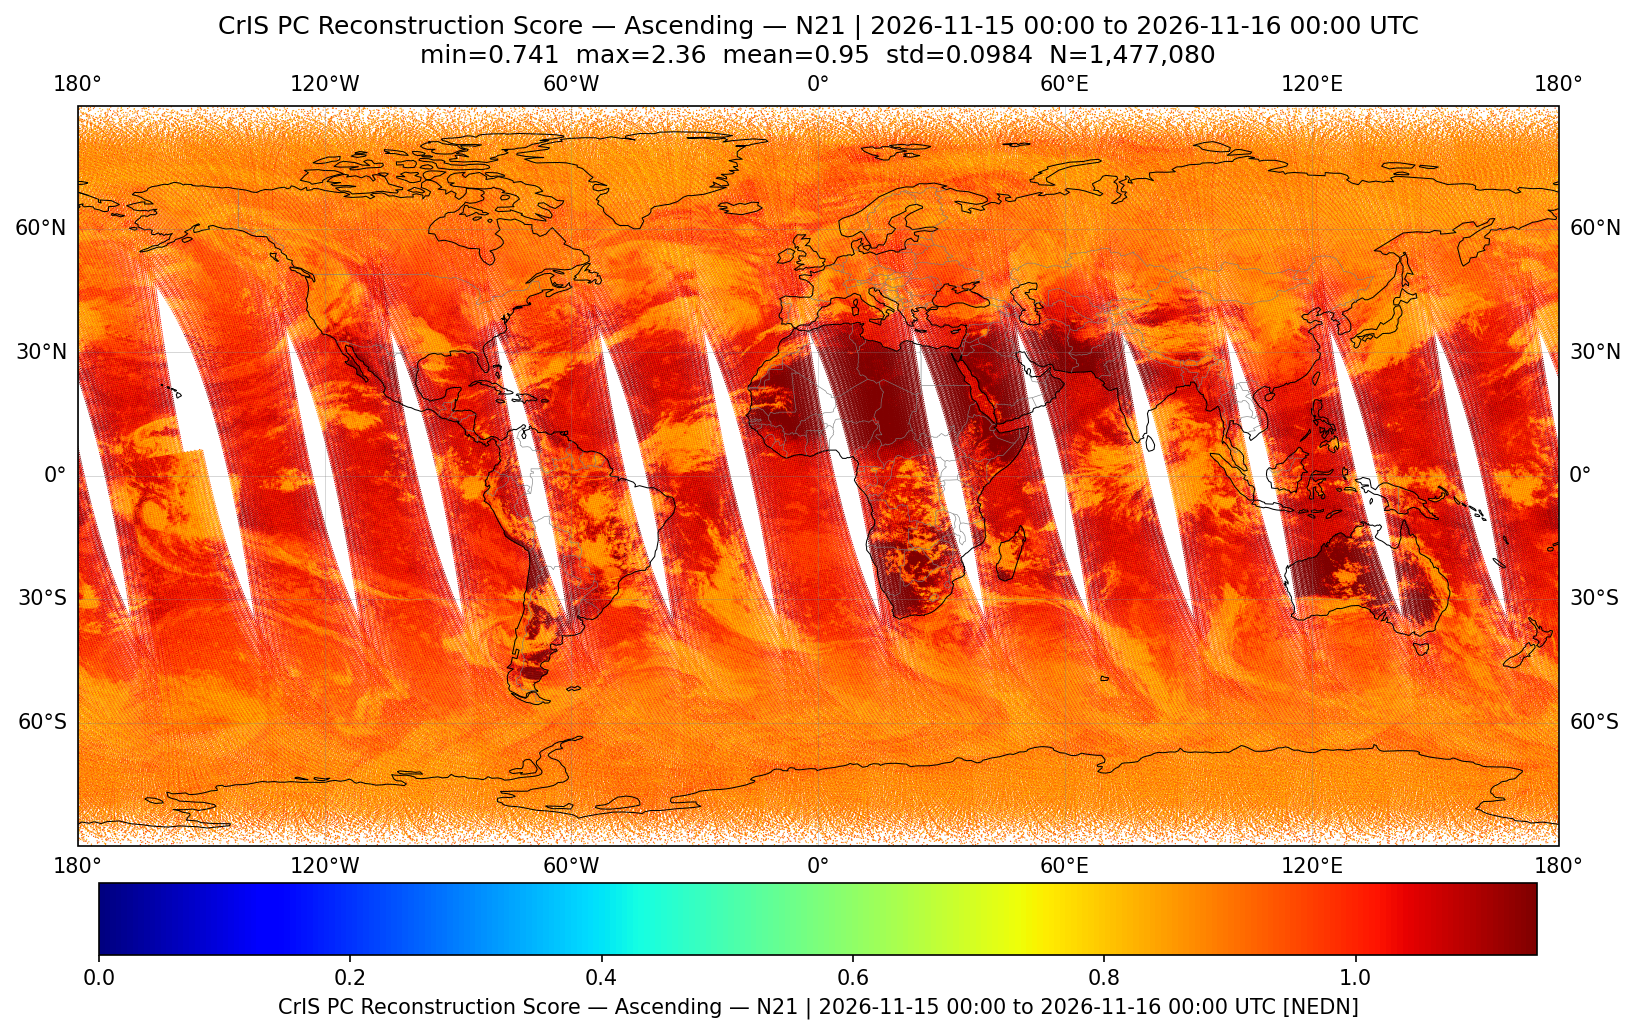 CrIS PC Reconstruction Score — Ascending — N21 | 2026-11-15 00:00 to 2026-11-16 00:00 UTC
min=0.741 max=2.36 mean=0.95 std=0.0984 N=1,477,080
180° 120°W 60°W 0° 60°E 120°E 180°
60°N 60°N
30°N 30°N
0° 0°
30°S 30°S
60°S 60°S
180° 120°W 60°W 0° 60°E 120°E 180°
0.0 0.2 0.4 0.6 0.8 1.0
CrIS PC Reconstruction Score — Ascending — N21 | 2026-11-15 00:00 to 2026-11-16 00:00 UTC [NEDN]